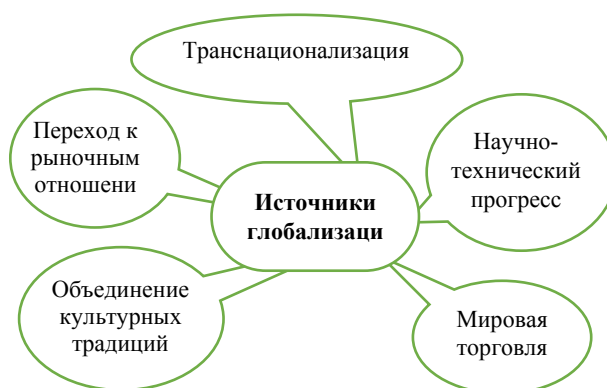 Транснационализация
Переход к
рыночным
отношени
Научно-
технический
прогресс
Источники
глобализаци
Объединение
культурных
традиций
Мировая
торговля